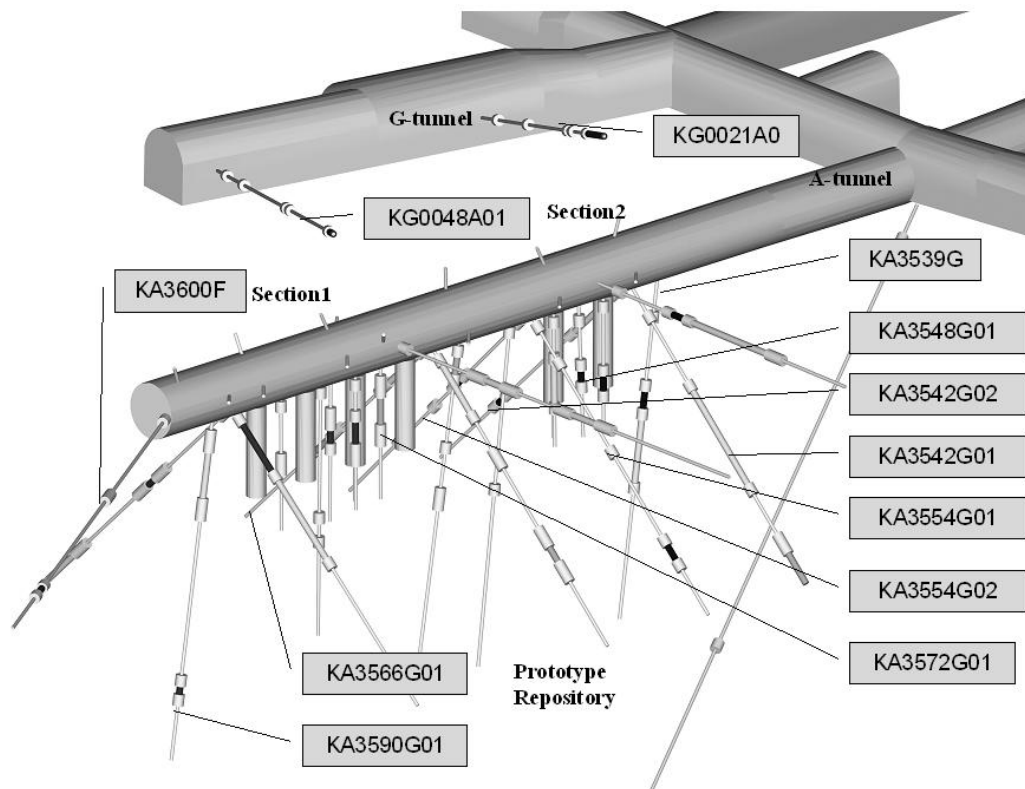 G-tunnel
KG0021A0
A-tunnel
KG0048A01
Section2
KA3539G
KA3600F
Section1
KA3548G01
KA3542G02
KA3542G01
KA3554G01
KA3554G02
KA3572G01
KA3566G01
Prototype
Repository
KA3590G01